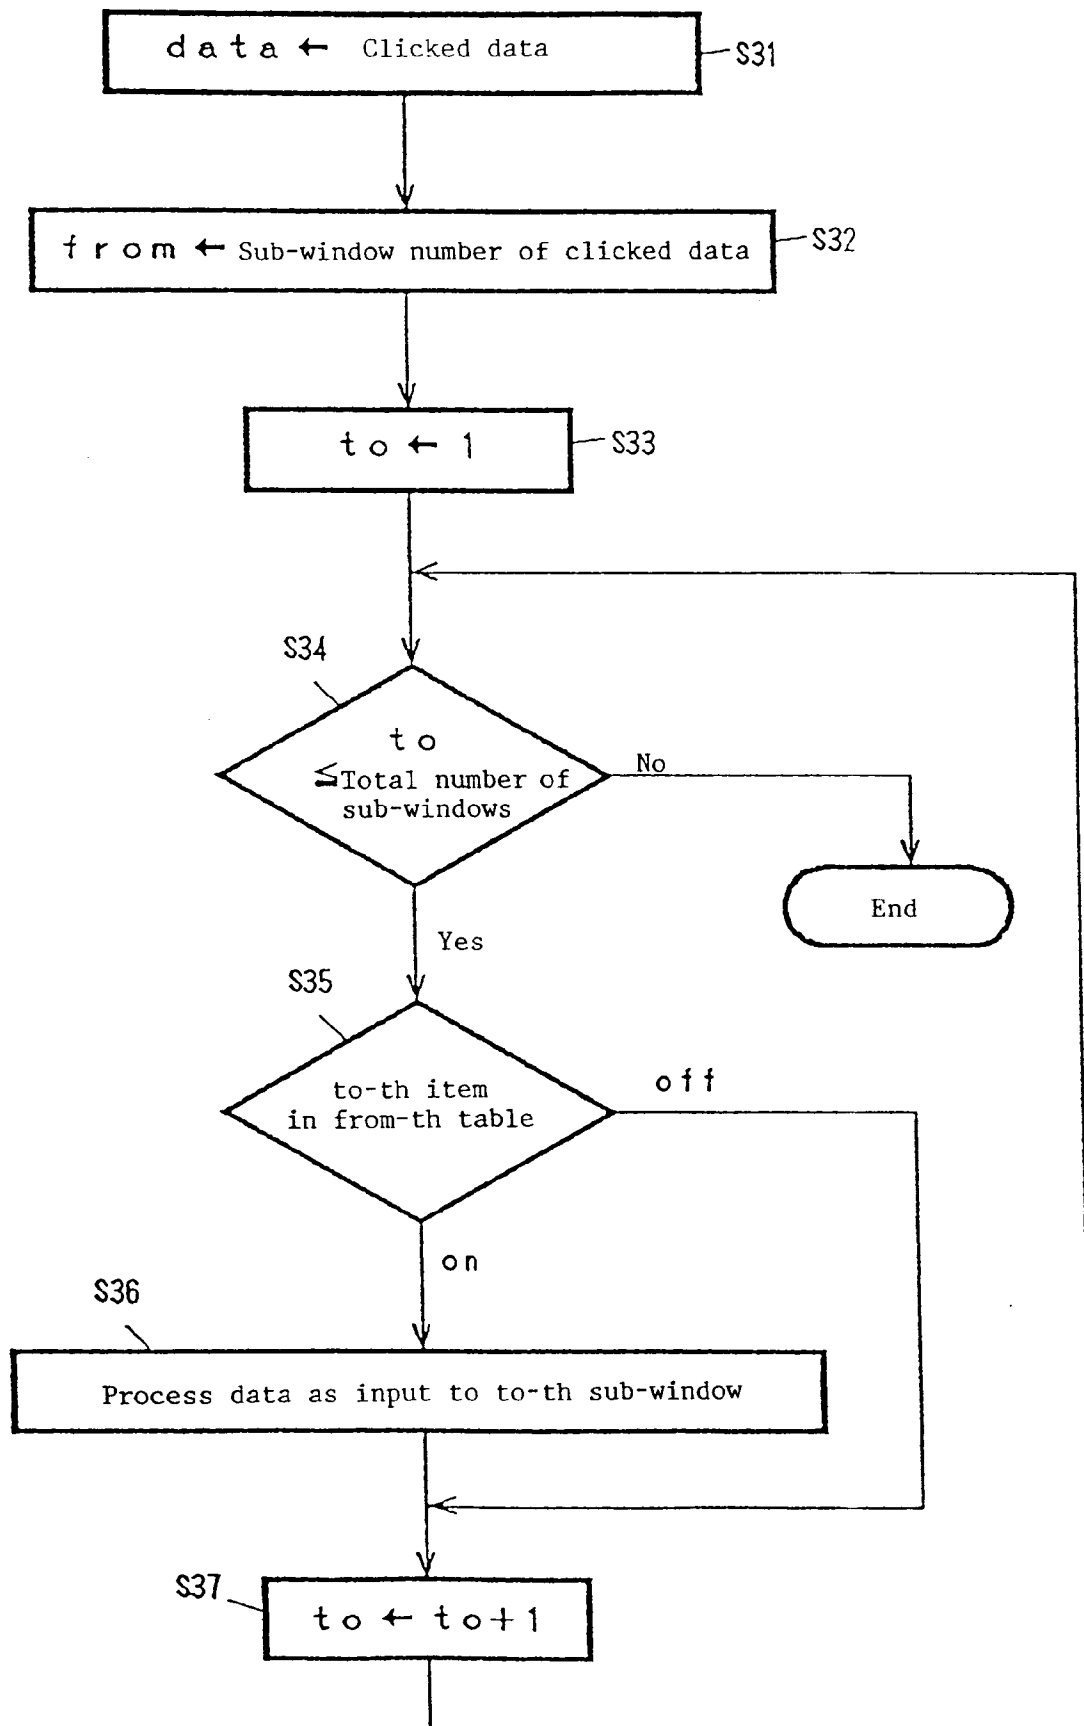 data ← Clicked data
S31
from ← Sub-window number of clicked data
S32
to ← 1
S33
S34
to
≦Total number of
sub-windows
No
End
Yes
S35
to-th item
in from-th table
off
on
S36
Process data as input to to-th sub-window
S37
to ← to+1